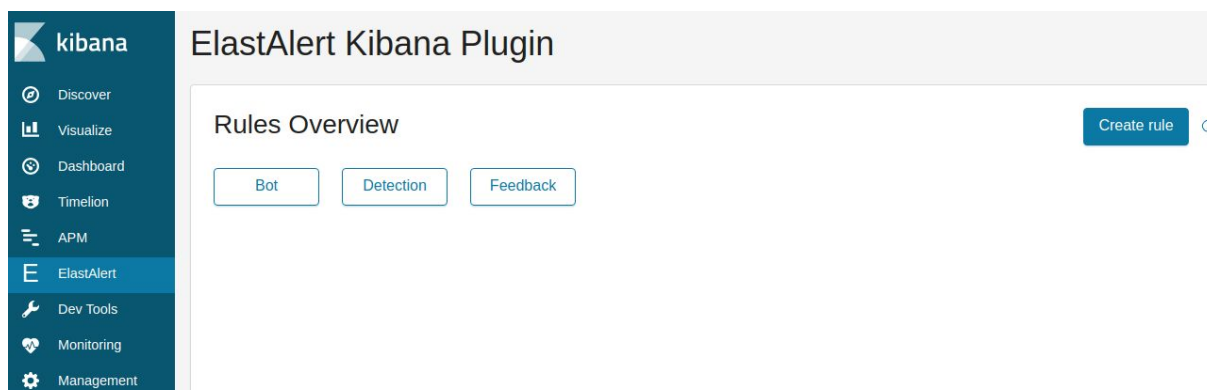 kibana
Discover
Visualize
Dashboard
Timelion
APM
E ElastAlert
Dev Tools
Monitoring
Management
ElastAlert Kibana Plugin
Rules Overview
Create rule
Bot
Detection
Feedback